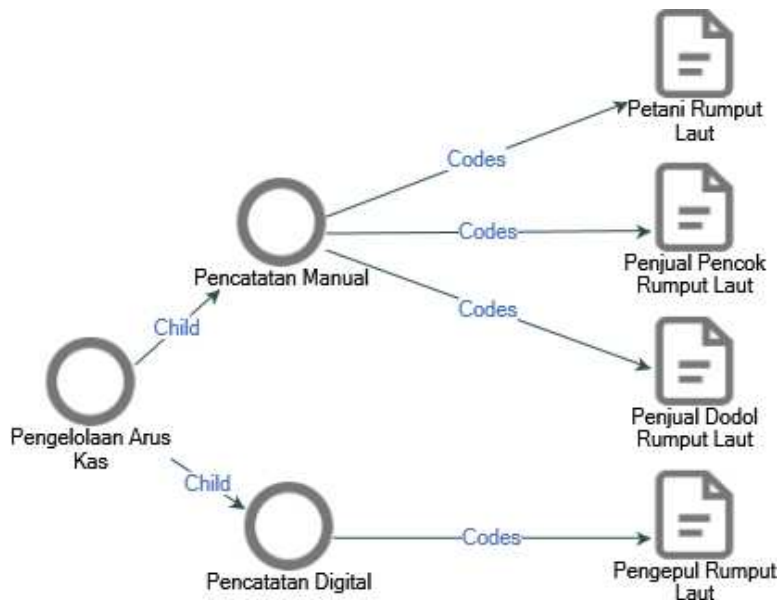 Petani Rumput
Laut
Codes
Pencatatan Manual
Codes
Penjual Pencok
Rumput Laut
Codes
Child
Penjual Dodol
Rumput Laut
Pengelolaan Arus
Kas
Child
Codes
Pencatatan Digital
Pengepul Rumput
Laut